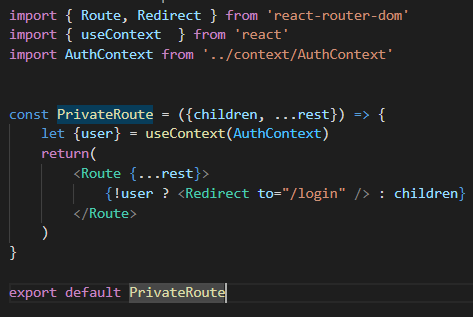 import { Route, Redirect } from 'react-router-dom'
import { useContext  } from 'react'
import AuthContext from '../context/AuthContext'
const PrivateRoute = ({children, ...rest}) => {
    let {user} = useContext(AuthContext)
    return(
        <Route {...rest}>
            {!user ? <Redirect to="/login" /> : children}
        </Route>
    )
}
export default PrivateRoute